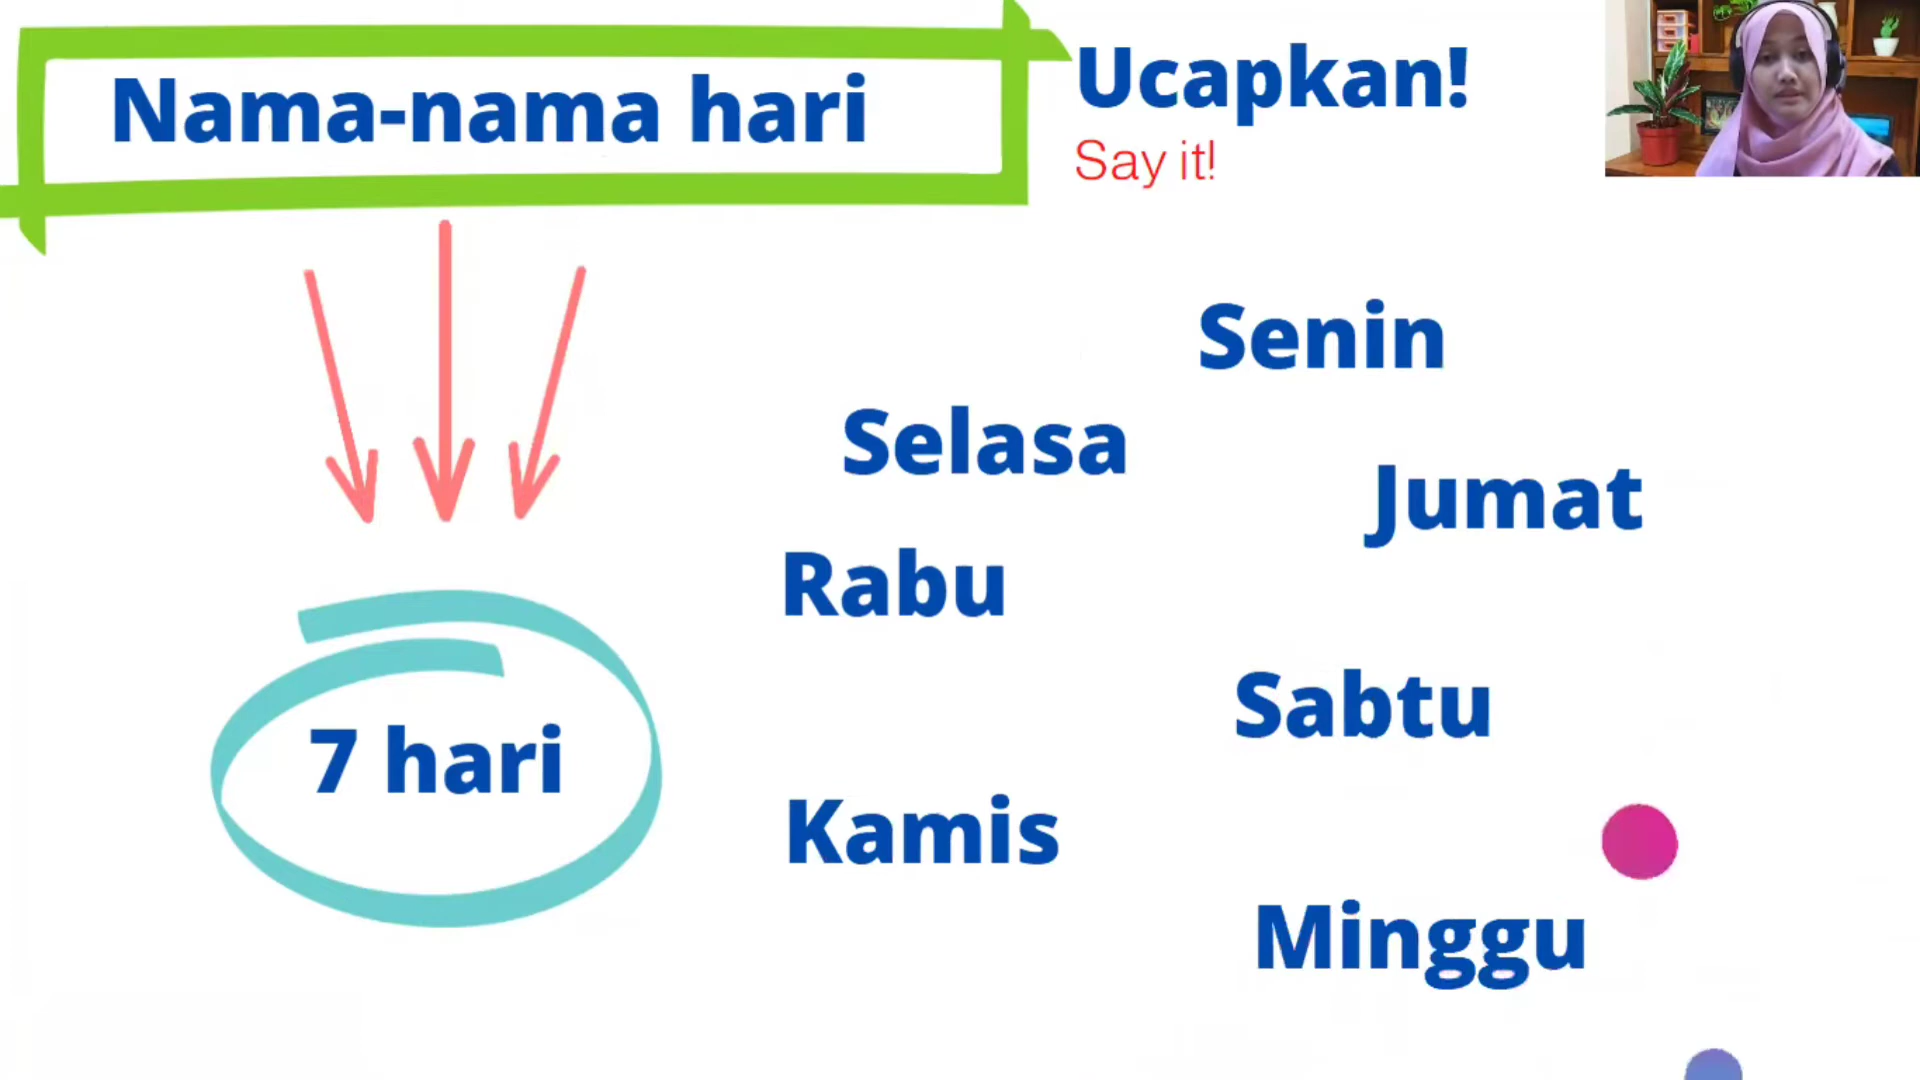 Nama-nama hari
Ucapkan!
Say it!
Senin
Selasa
Jumat
Rabu
Sabtu
7 hari
Kamis
Minggu